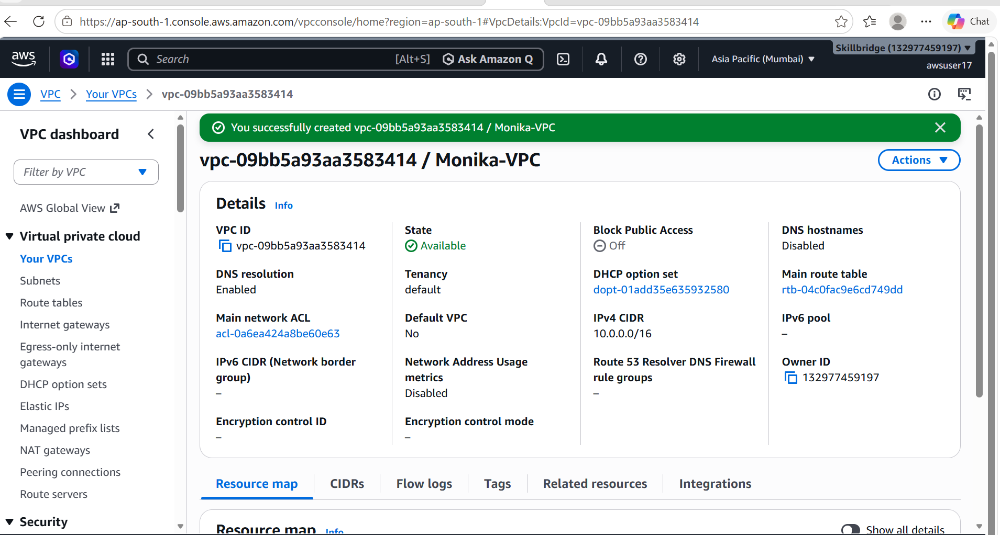 https://ap-south-1.console.aws.amazon.com/vpcconsole/home?region=ap-south-1#VpcDetails:VpcId=vpc-09bb5a93aa3583414
Chat
aws
Search
[Alt+S]
Ask Amazon Q
Asia Pacific (Mumbai)
Skillbridge (132977459197)
awsuser17
VPC
Your VPCs
vpc-09bb5a93aa3583414
VPC dashboard
Filter by VPC
AWS Global View
Virtual private cloud
Your VPCs
Subnets
Route tables
Internet gateways
Egress-only internet
gateways
DHCP option sets
Elastic IPs
Managed prefix lists
NAT gateways
Peering connections
Route servers
Security
You successfully created vpc-09bb5a93aa3583414 / Monika-VPC
vpc-09bb5a93aa3583414 / Monika-VPC
Actions
Details Info
VPC ID
vpc-09bb5a93aa3583414
State
Available
Block Public Access
Off
DNS hostnames
Disabled
DNS resolution
Enabled
Tenancy
default
DHCP option set
dopt-01add35e635932580
Main route table
rtb-04c0fac9e6cd749dd
Main network ACL
acl-0a6ea424a8be60e63
Default VPC
No
IPv4 CIDR
10.0.0.0/16
IPv6 pool
–
IPv6 CIDR (Network border
group)
–
Network Address Usage
metrics
Disabled
Route 53 Resolver DNS Firewall
rule groups
–
Owner ID
132977459197
Encryption control ID
–
Encryption control mode
–
Resource map
CIDRs
Flow logs
Tags
Related resources
Integrations
Resource map Info
Show all details